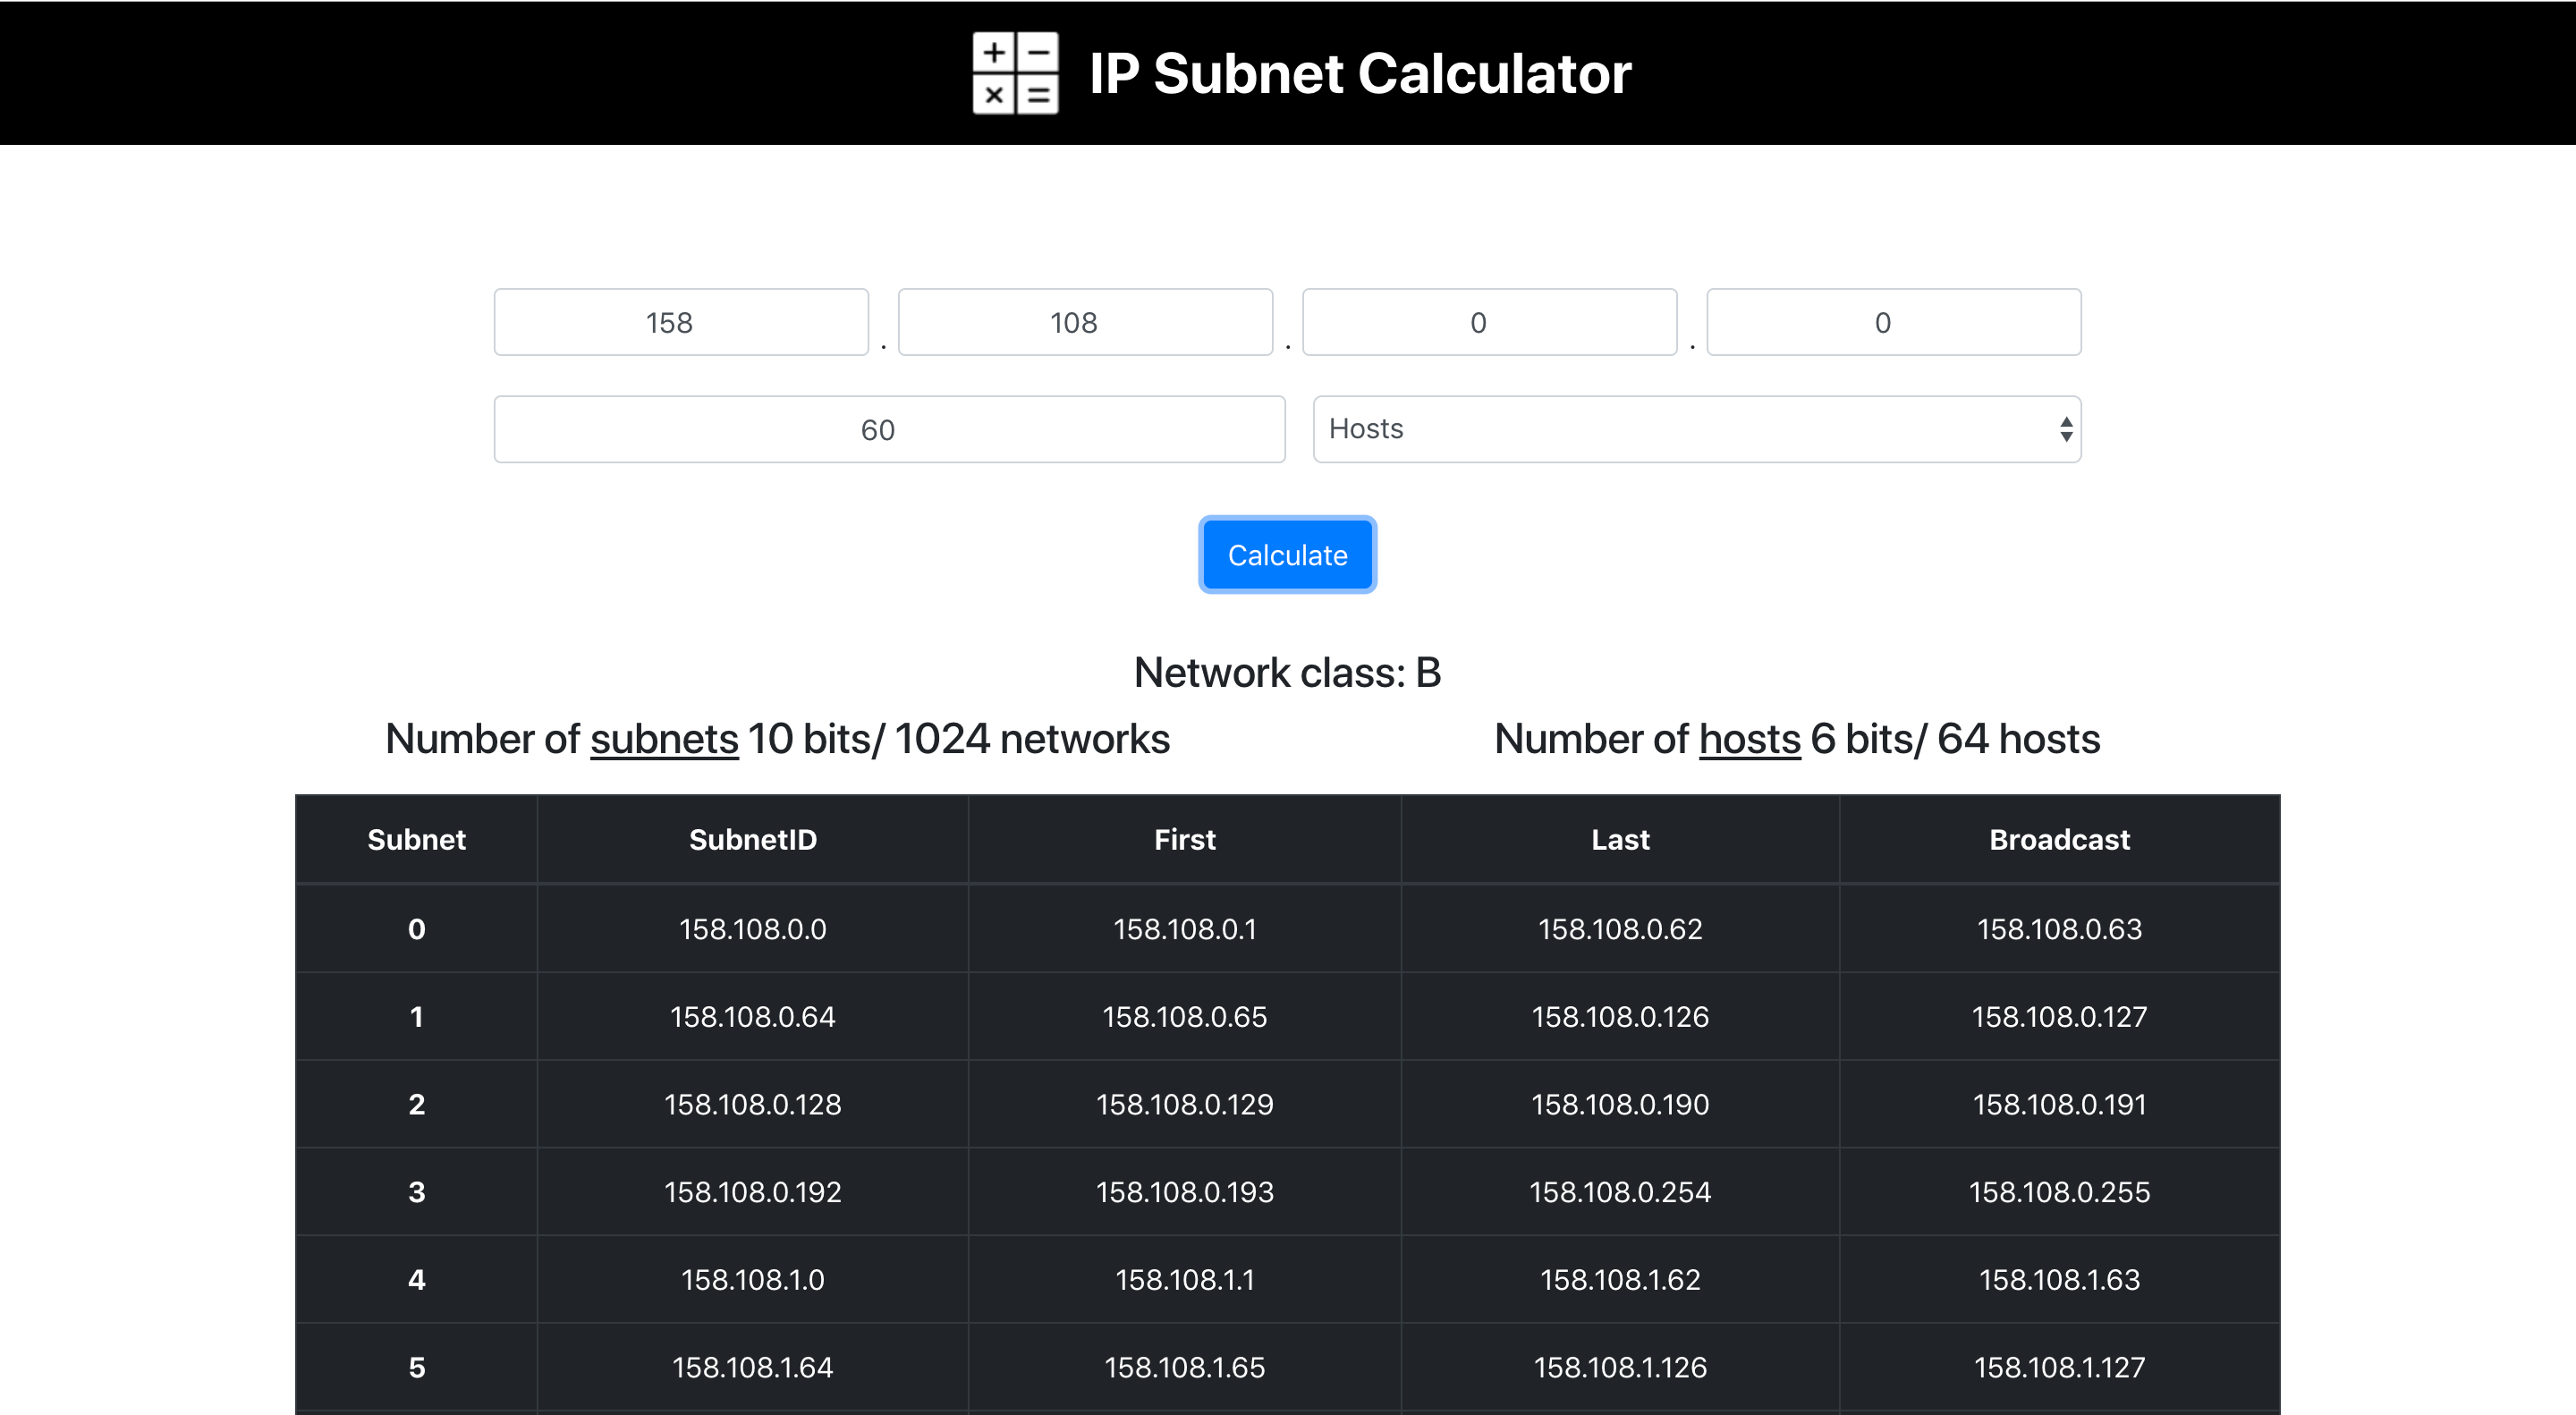 IP Subnet Calculator
158 . 108 . 0 . 0
60 Hosts
Calculate
Network class: B
Number of subnets 10 bits/ 1024 networks Number of hosts 6 bits/ 64 hosts
Subnet SubnetID First Last Broadcast
0 158.108.0.0 158.108.0.1 158.108.0.62 158.108.0.63
1 158.108.0.64 158.108.0.65 158.108.0.126 158.108.0.127
2 158.108.0.128 158.108.0.129 158.108.0.190 158.108.0.191
3 158.108.0.192 158.108.0.193 158.108.0.254 158.108.0.255
4 158.108.1.0 158.108.1.1 158.108.1.62 158.108.1.63
5 158.108.1.64 158.108.1.65 158.108.1.126 158.108.1.127